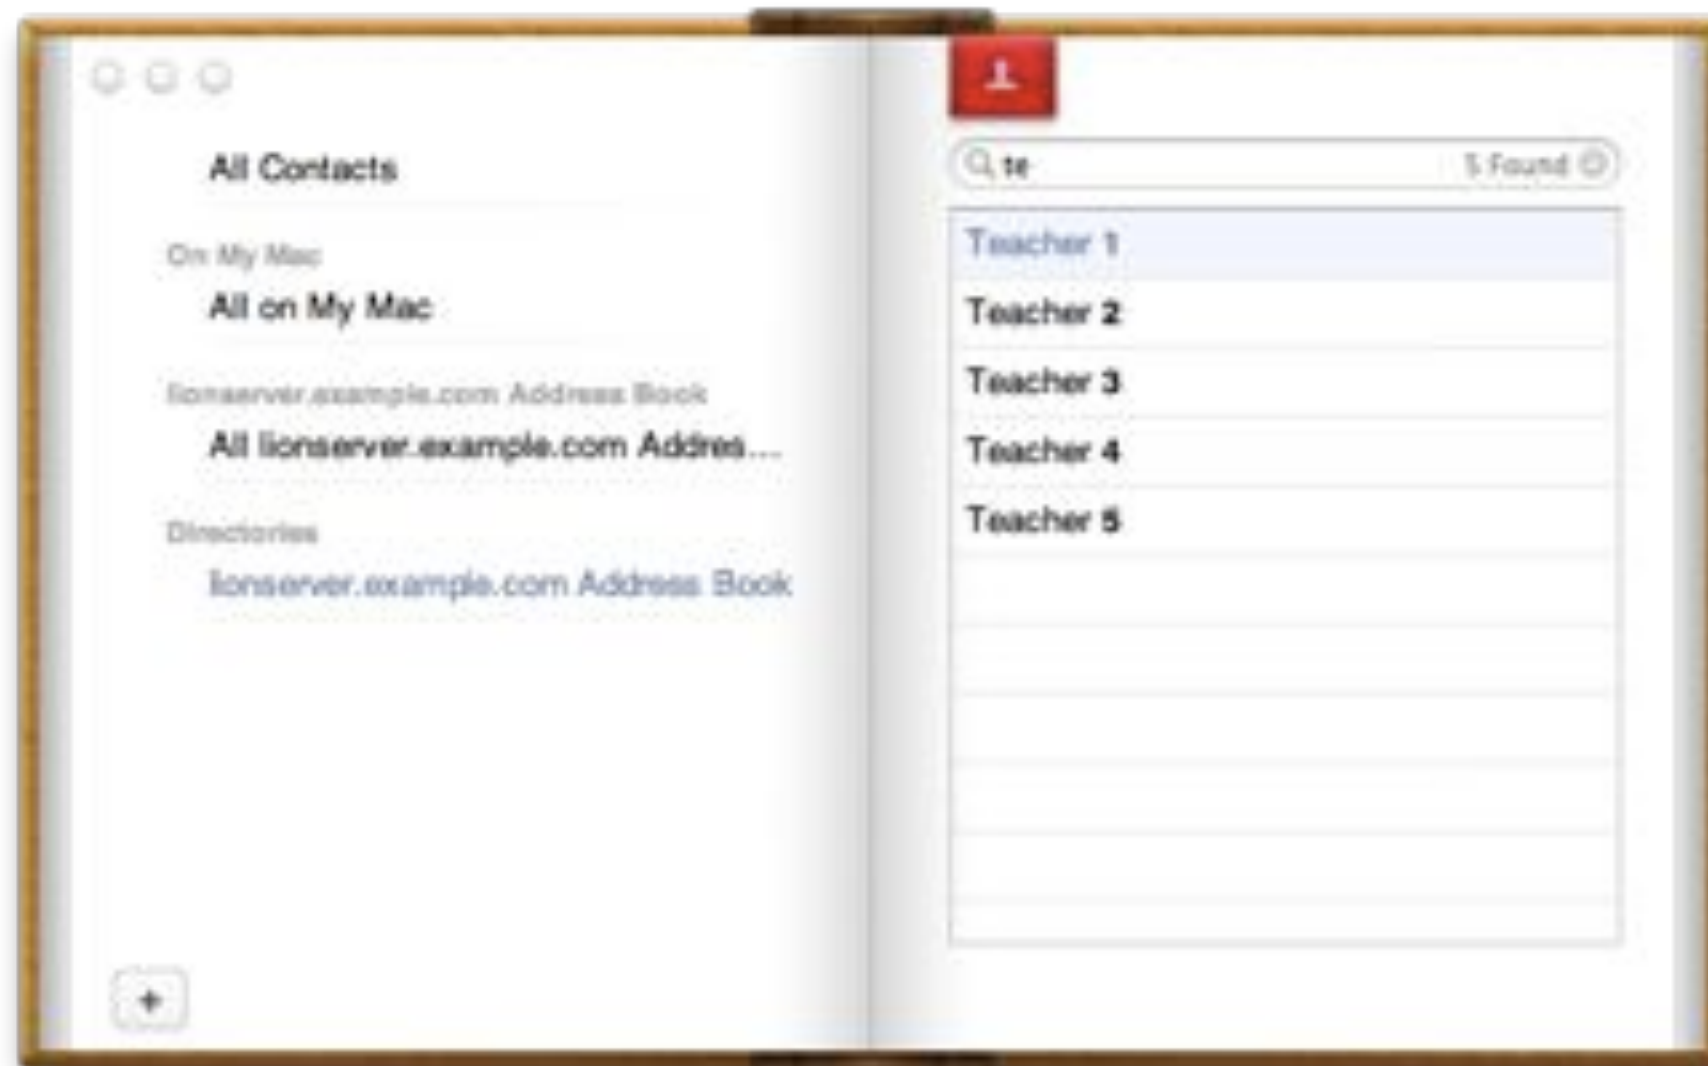 All Contacts
On My Mac
All on My Mac
lionserver.example.com Address Book
All lionserver.example.com Addres...
Directories
lionserver.example.com Address Book
+
te 5 Found
Teacher 1
Teacher 2
Teacher 3
Teacher 4
Teacher 5